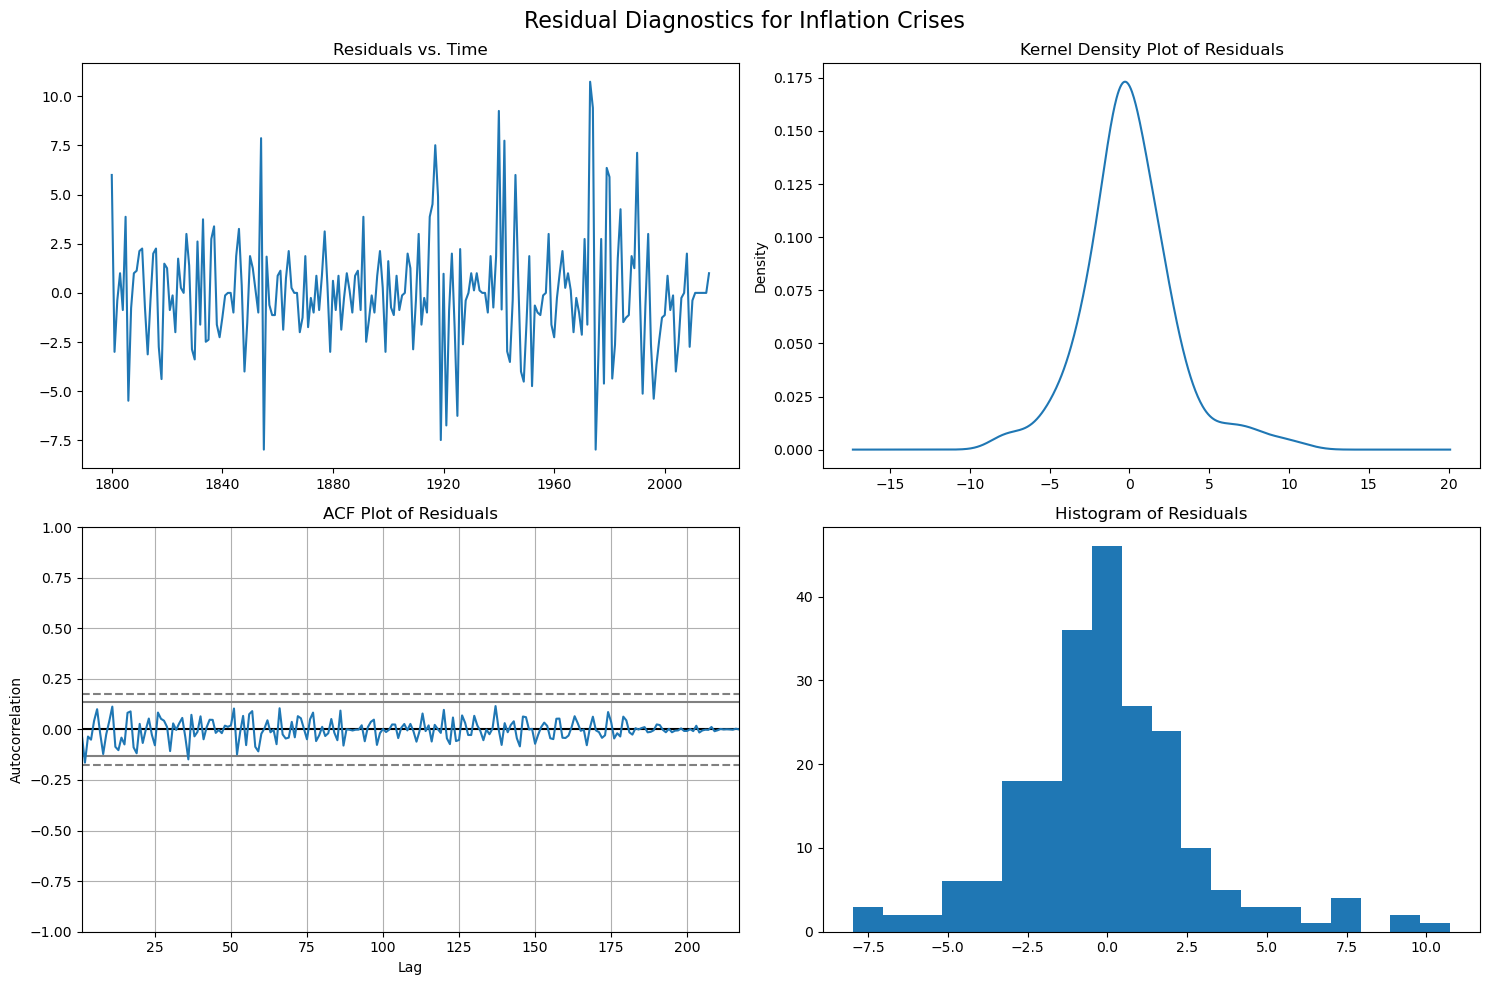 Residual Diagnostics for Inflation Crises
Residuals vs. Time
10.0
7.5
5.0
2.5
0.0
−2.5
−5.0
−7.5
1800 1840 1880 1920 1960 2000
Kernel Density Plot of Residuals
Density
0.175
0.150
0.125
0.100
0.075
0.050
0.025
0.000
−15 −10 −5 0 5 10 15 20
ACF Plot of Residuals
Autocorrelation
1.00
0.75
0.50
0.25
0.00
−0.25
−0.50
−0.75
−1.00
25 50 75 100 125 150 175 200
Lag
Histogram of Residuals
40
30
20
10
0
−7.5 −5.0 −2.5 0.0 2.5 5.0 7.5 10.0